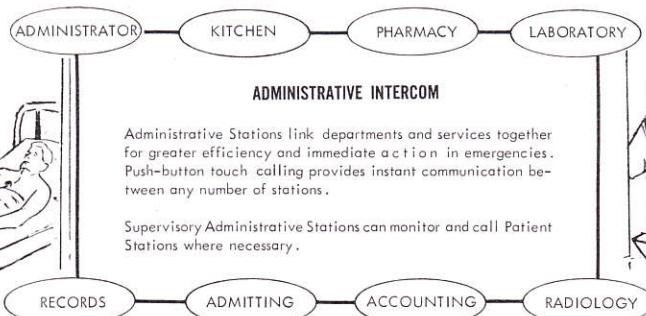 ADMINISTRATOR KITCHEN PHARMACY LABORATORY
ADMINISTRATIVE INTERCOM
Administrative Stations link departments and services together
for greater efficiency and immediate action in emergencies.
Push-button touch calling provides instant communication be-
tween any number of stations.
Supervisory Administrative Stations can monitor and call Patient
Stations where necessary.
RECORDS ADMITTING ACCOUNTING RADIOLOGY